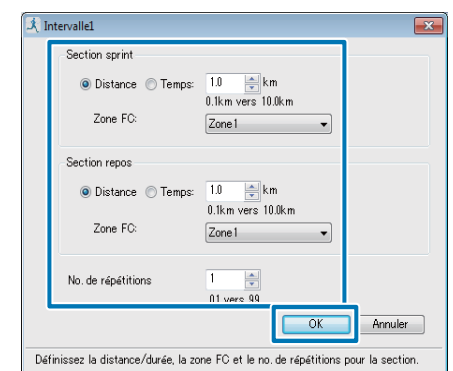 Intervalle1
Section sprint
Distance Temps: 1.0 km
0.1km vers 10.0km
Zone FC: Zone1
Section repos
Distance Temps: 1.0 km
0.1km vers 10.0km
Zone FC: Zone1
No. de répétitions 1
01 vers 99
OK Annuler
Définissez la distance/durée, la zone FC et le no. de répétitions pour la section.